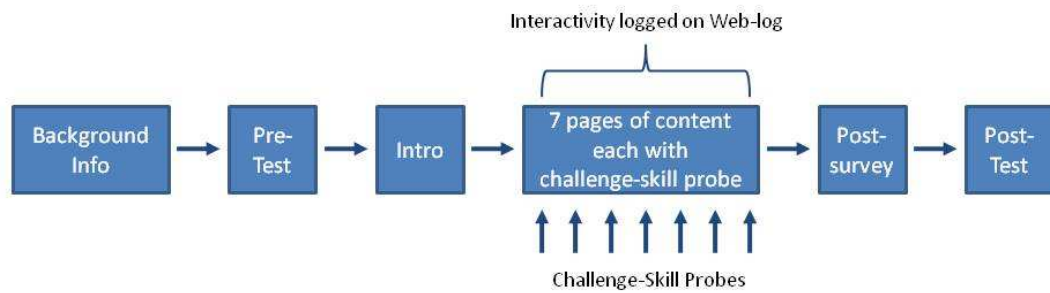 Interactivity logged on Web-log
Background
Info
Pre-
Test
Intro
7 pages of content
each with
challenge-skill probe
Post-
survey
Post-
Test
Challenge-Skill Probes